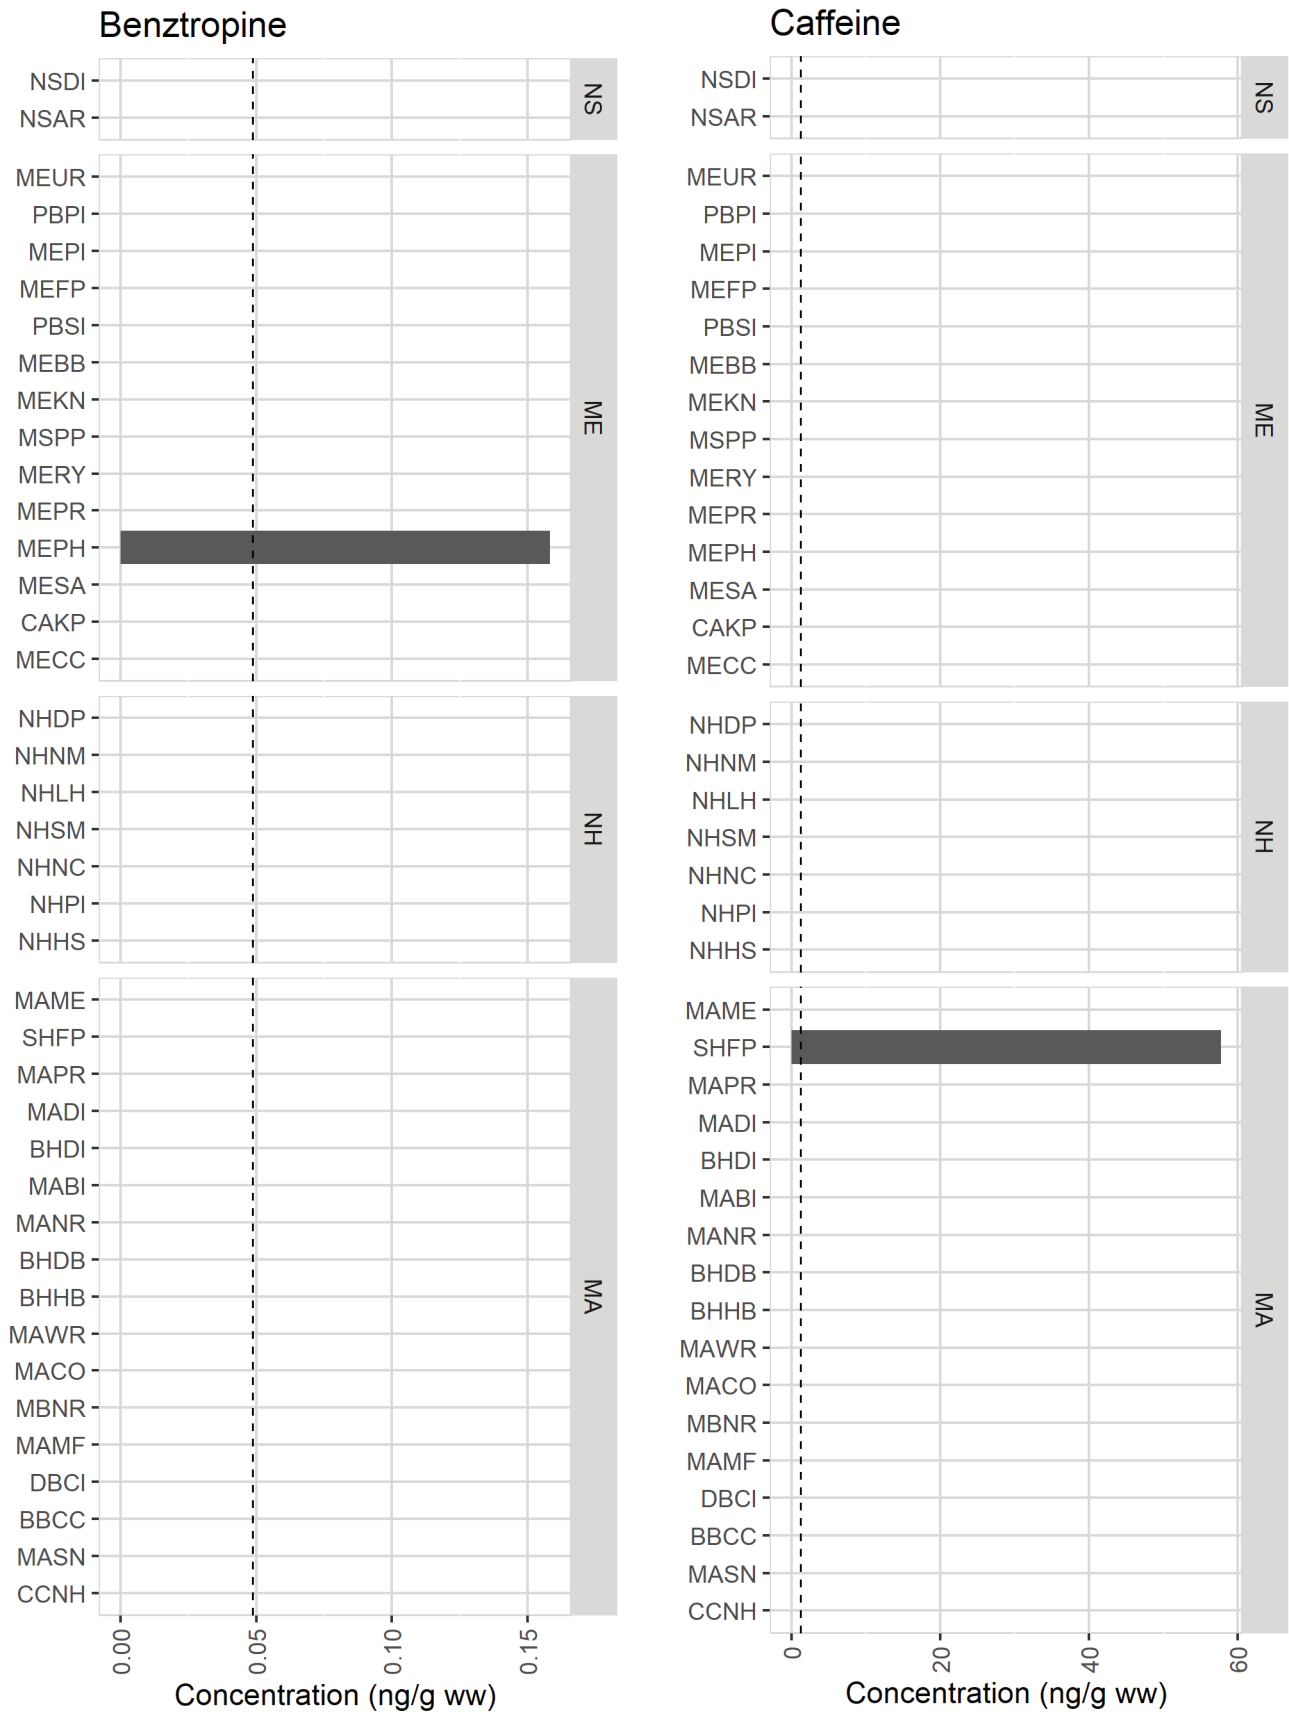 Benztropine
NSDI
NSAR
NS
MEUR
PBPI
MEPI
MEFP
PBSI
MEBB
MEKN
MSPP
MERY
MEPR
MEPH
MESA
CAKP
MECC
ME
NHDP
NHNM
NHLH
NHSM
NHNC
NHPI
NHHS
NH
MAME
SHFP
MAPR
MADI
BHDI
MABI
MANR
BHDB
BHHB
MAWR
MACO
MBNR
MAMF
DBCI
BBCC
MASN
CCNH
MA
0.00
0.05
0.10
0.15
Concentration (ng/g ww)
Caffeine
NSDI
NSAR
NS
MEUR
PBPI
MEPI
MEFP
PBSI
MEBB
MEKN
MSPP
MERY
MEPR
MEPH
MESA
CAKP
MECC
ME
NHDP
NHNM
NHLH
NHSM
NHNC
NHPI
NHHS
NH
MAME
SHFP
MAPR
MADI
BHDI
MABI
MANR
BHDB
BHHB
MAWR
MACO
MBNR
MAMF
DBCI
BBCC
MASN
CCNH
MA
0
20
40
60
Concentration (ng/g ww)